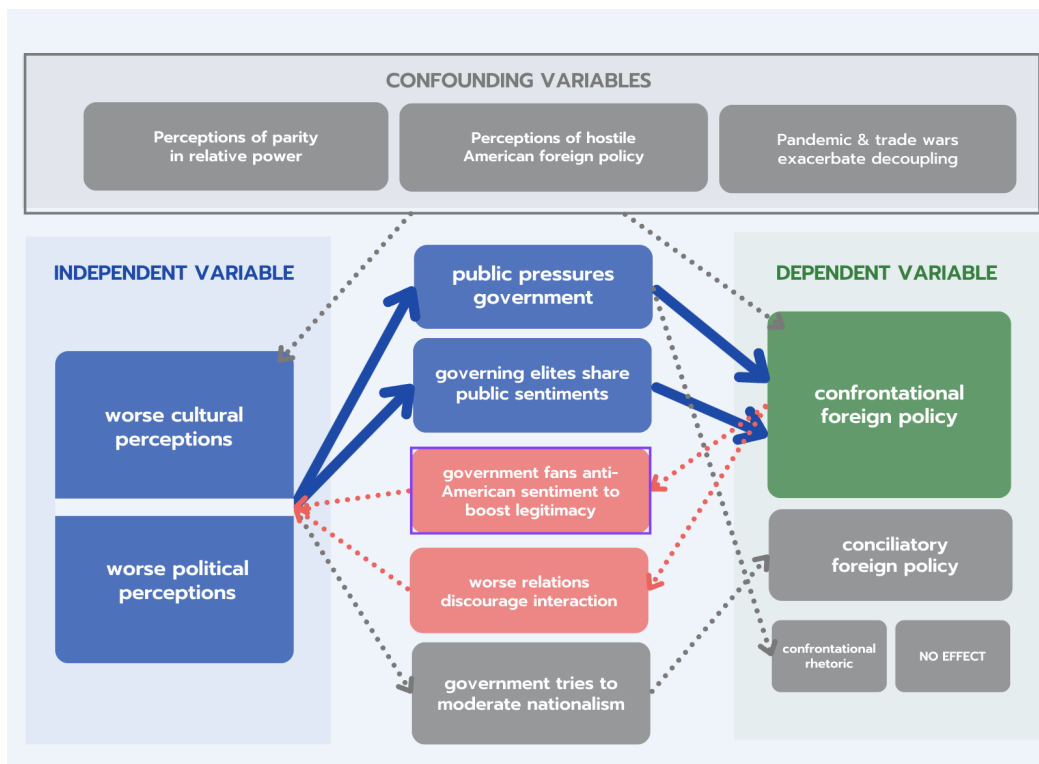 CONFOUNDING VARIABLES
Perceptions of parity
in relative power
Perceptions of hostile
American foreign policy
Pandemic & trade wars
exacerbate decoupling
INDEPENDENT VARIABLE
worse cultural
perceptions
worse political
perceptions
public pressures
government
governing elites share
public sentiments
government fans anti-
American sentiment to
boost legitimacy
worse relations
discourage interaction
government tries to
moderate nationalism
DEPENDENT VARIABLE
confrontational
foreign policy
conciliatory
foreign policy
confrontational
rhetoric
NO EFFECT